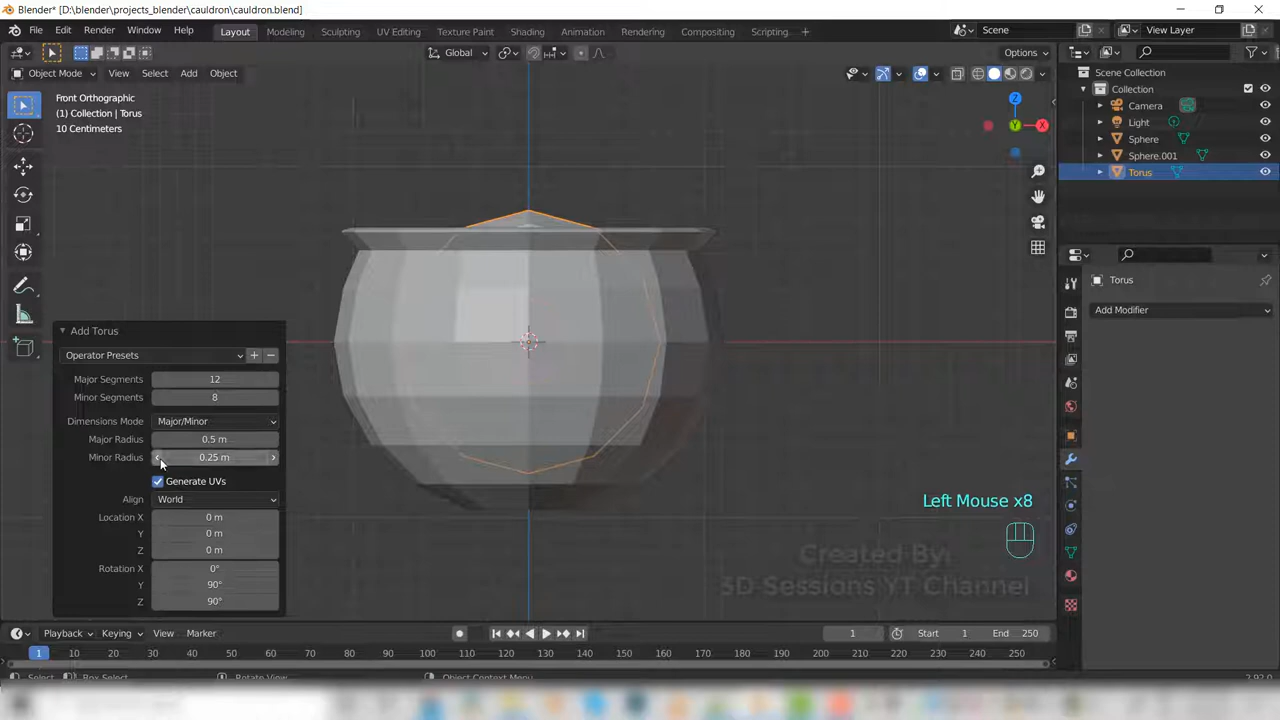 Blender* [D:\blender\projects_blender\cauldron\cauldron.blend]
File Edit Render Window Help Layout Modeling Sculpting UV Editing Texture Paint Shading Animation Rendering Compositing Scripting Scene View Layer
Global Options
Object Mode View Select Add Object
Scene Collection
Front Orthographic
(1) Collection | Torus
10 Centimeters
Collection
Camera
Light
Sphere
Sphere.001
Torus
Torus
Add Modifier
Add Torus
Operator Presets
Major Segments 12
Minor Segments 8
Dimensions Mode Major/Minor
Major Radius 0.5 m
Minor Radius 0.25 m
Generate UVs
Align World
Location X 0 m
Y 0 m
Z 0 m
Rotation X 0°
Y 90°
Z 90°
Left Mouse x8
Created By:
3D Sessions YT Channel
Playback Keying View Marker 1 Start 1 End 250
1 10 20 30 40 50 60 70 80 90 100 110 120 130 140 150 160 170 180 190 200 210 220 230 240 250
Select Box Select Rotate View Object Context Menu 2.92.0